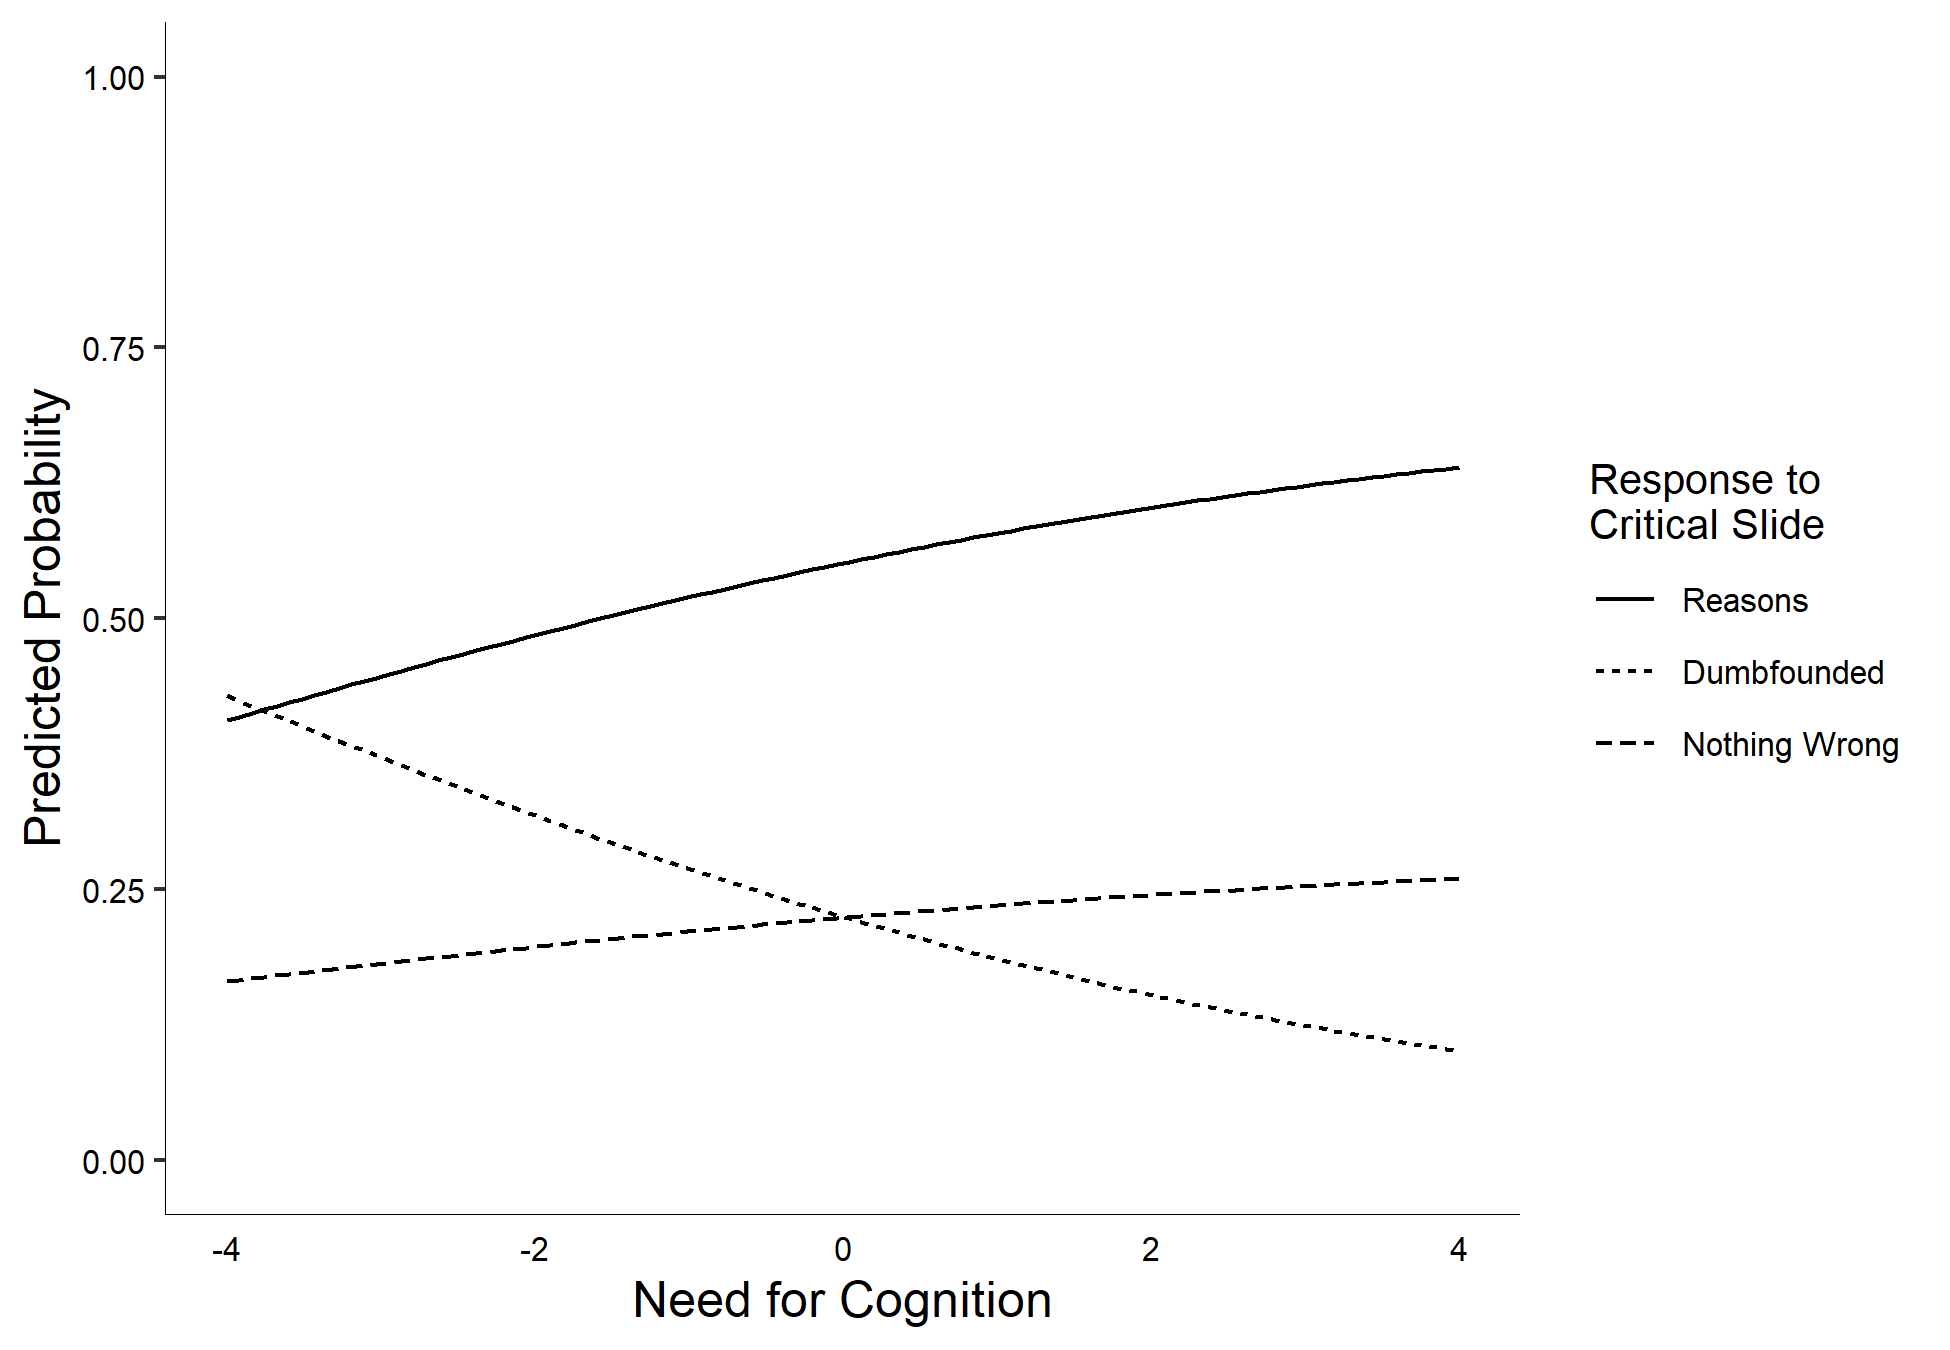 1.00
0.75
0.50
0.25
0.00
Predicted Probability
-4
-2
0
2
4
Need for Cognition
Response to
Critical Slide
Reasons
Dumbfounded
Nothing Wrong